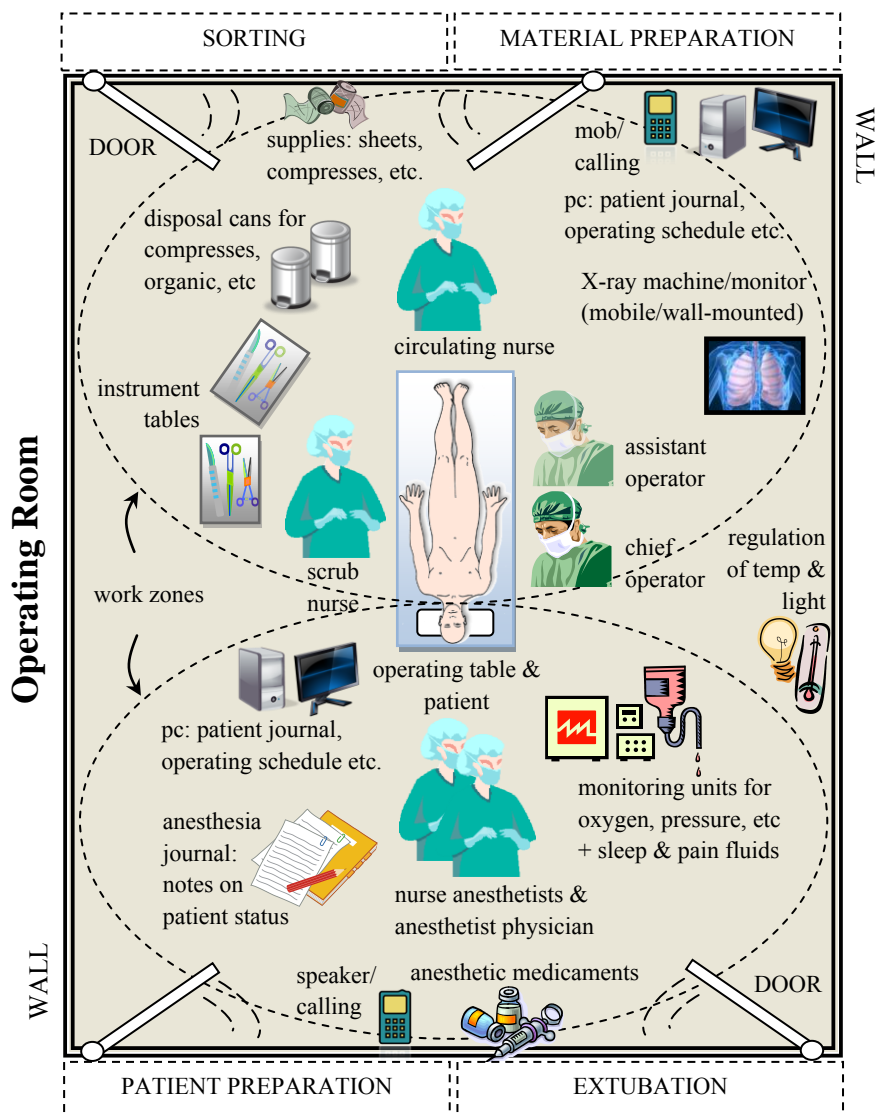 SORTING
MATERIAL PREPARATION
DOOR
supplies: sheets,
compresses, etc.
mob/
calling
WALL
pc: patient journal,
operating schedule etc.
disposal cans for
compresses,
organic, etc
X-ray machine/monitor
(mobile/wall-mounted)
circulating nurse
instrument
tables
assistant
operator
Operating Room
chief
operator
regulation
of temp &
light
scrub
nurse
work zones
operating table &
patient
pc: patient journal,
operating schedule etc.
monitoring units for
oxygen, pressure, etc
+ sleep & pain fluids
anesthesia
journal:
notes on
patient status
nurse anesthetists &
anesthetist physician
WALL
speaker/
calling
anesthetic medicaments
DOOR
PATIENT PREPARATION
EXTUBATION